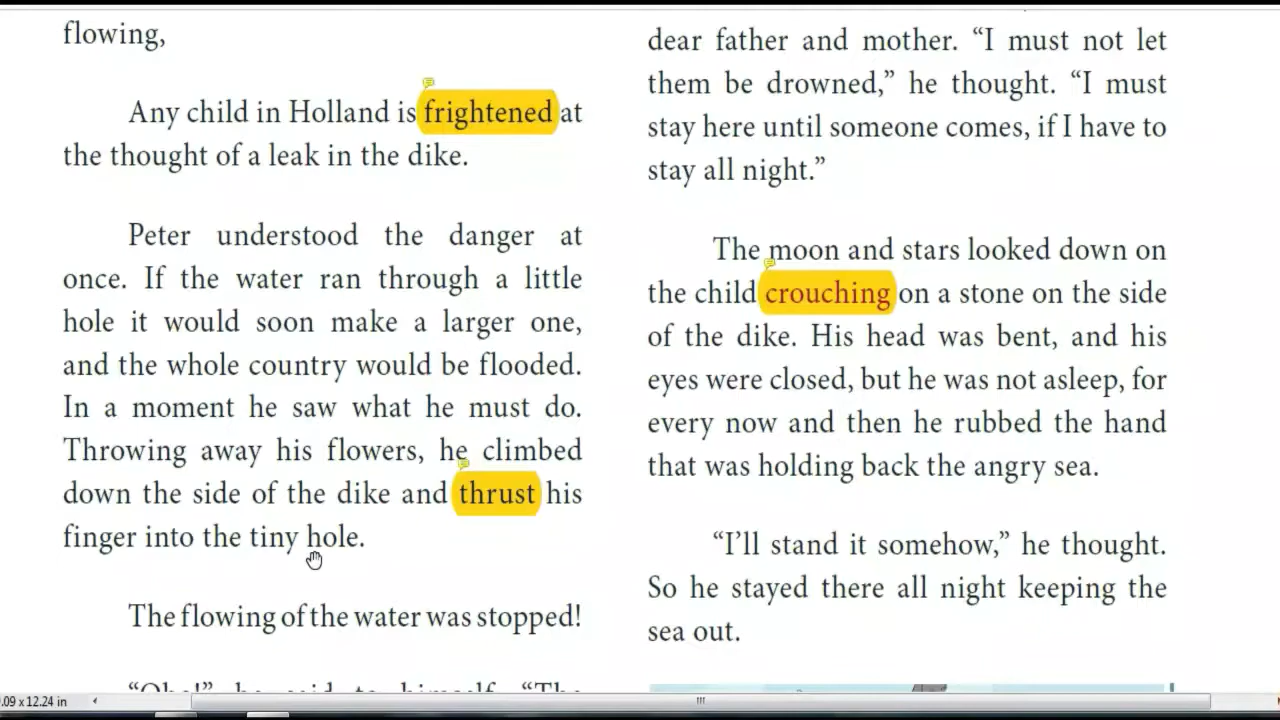 flowing,
Any child in Holland is frightened at
the thought of a leak in the dike.
Peter understood the danger at
once. If the water ran through a little
hole it would soon make a larger one,
and the whole country would be flooded.
In a moment he saw what he must do.
Throwing away his flowers, he climbed
down the side of the dike and thrust his
finger into the tiny hole.
The flowing of the water was stopped!
“Oho!” he said to himself. “The
dear father and mother. “I must not let
them be drowned,” he thought. “I must
stay here until someone comes, if I have to
stay all night.”
The moon and stars looked down on
the child crouching on a stone on the side
of the dike. His head was bent, and his
eyes were closed, but he was not asleep, for
every now and then he rubbed the hand
that was holding back the angry sea.
“I’ll stand it somehow,” he thought.
So he stayed there all night keeping the
sea out.
.09 x 12.24 in